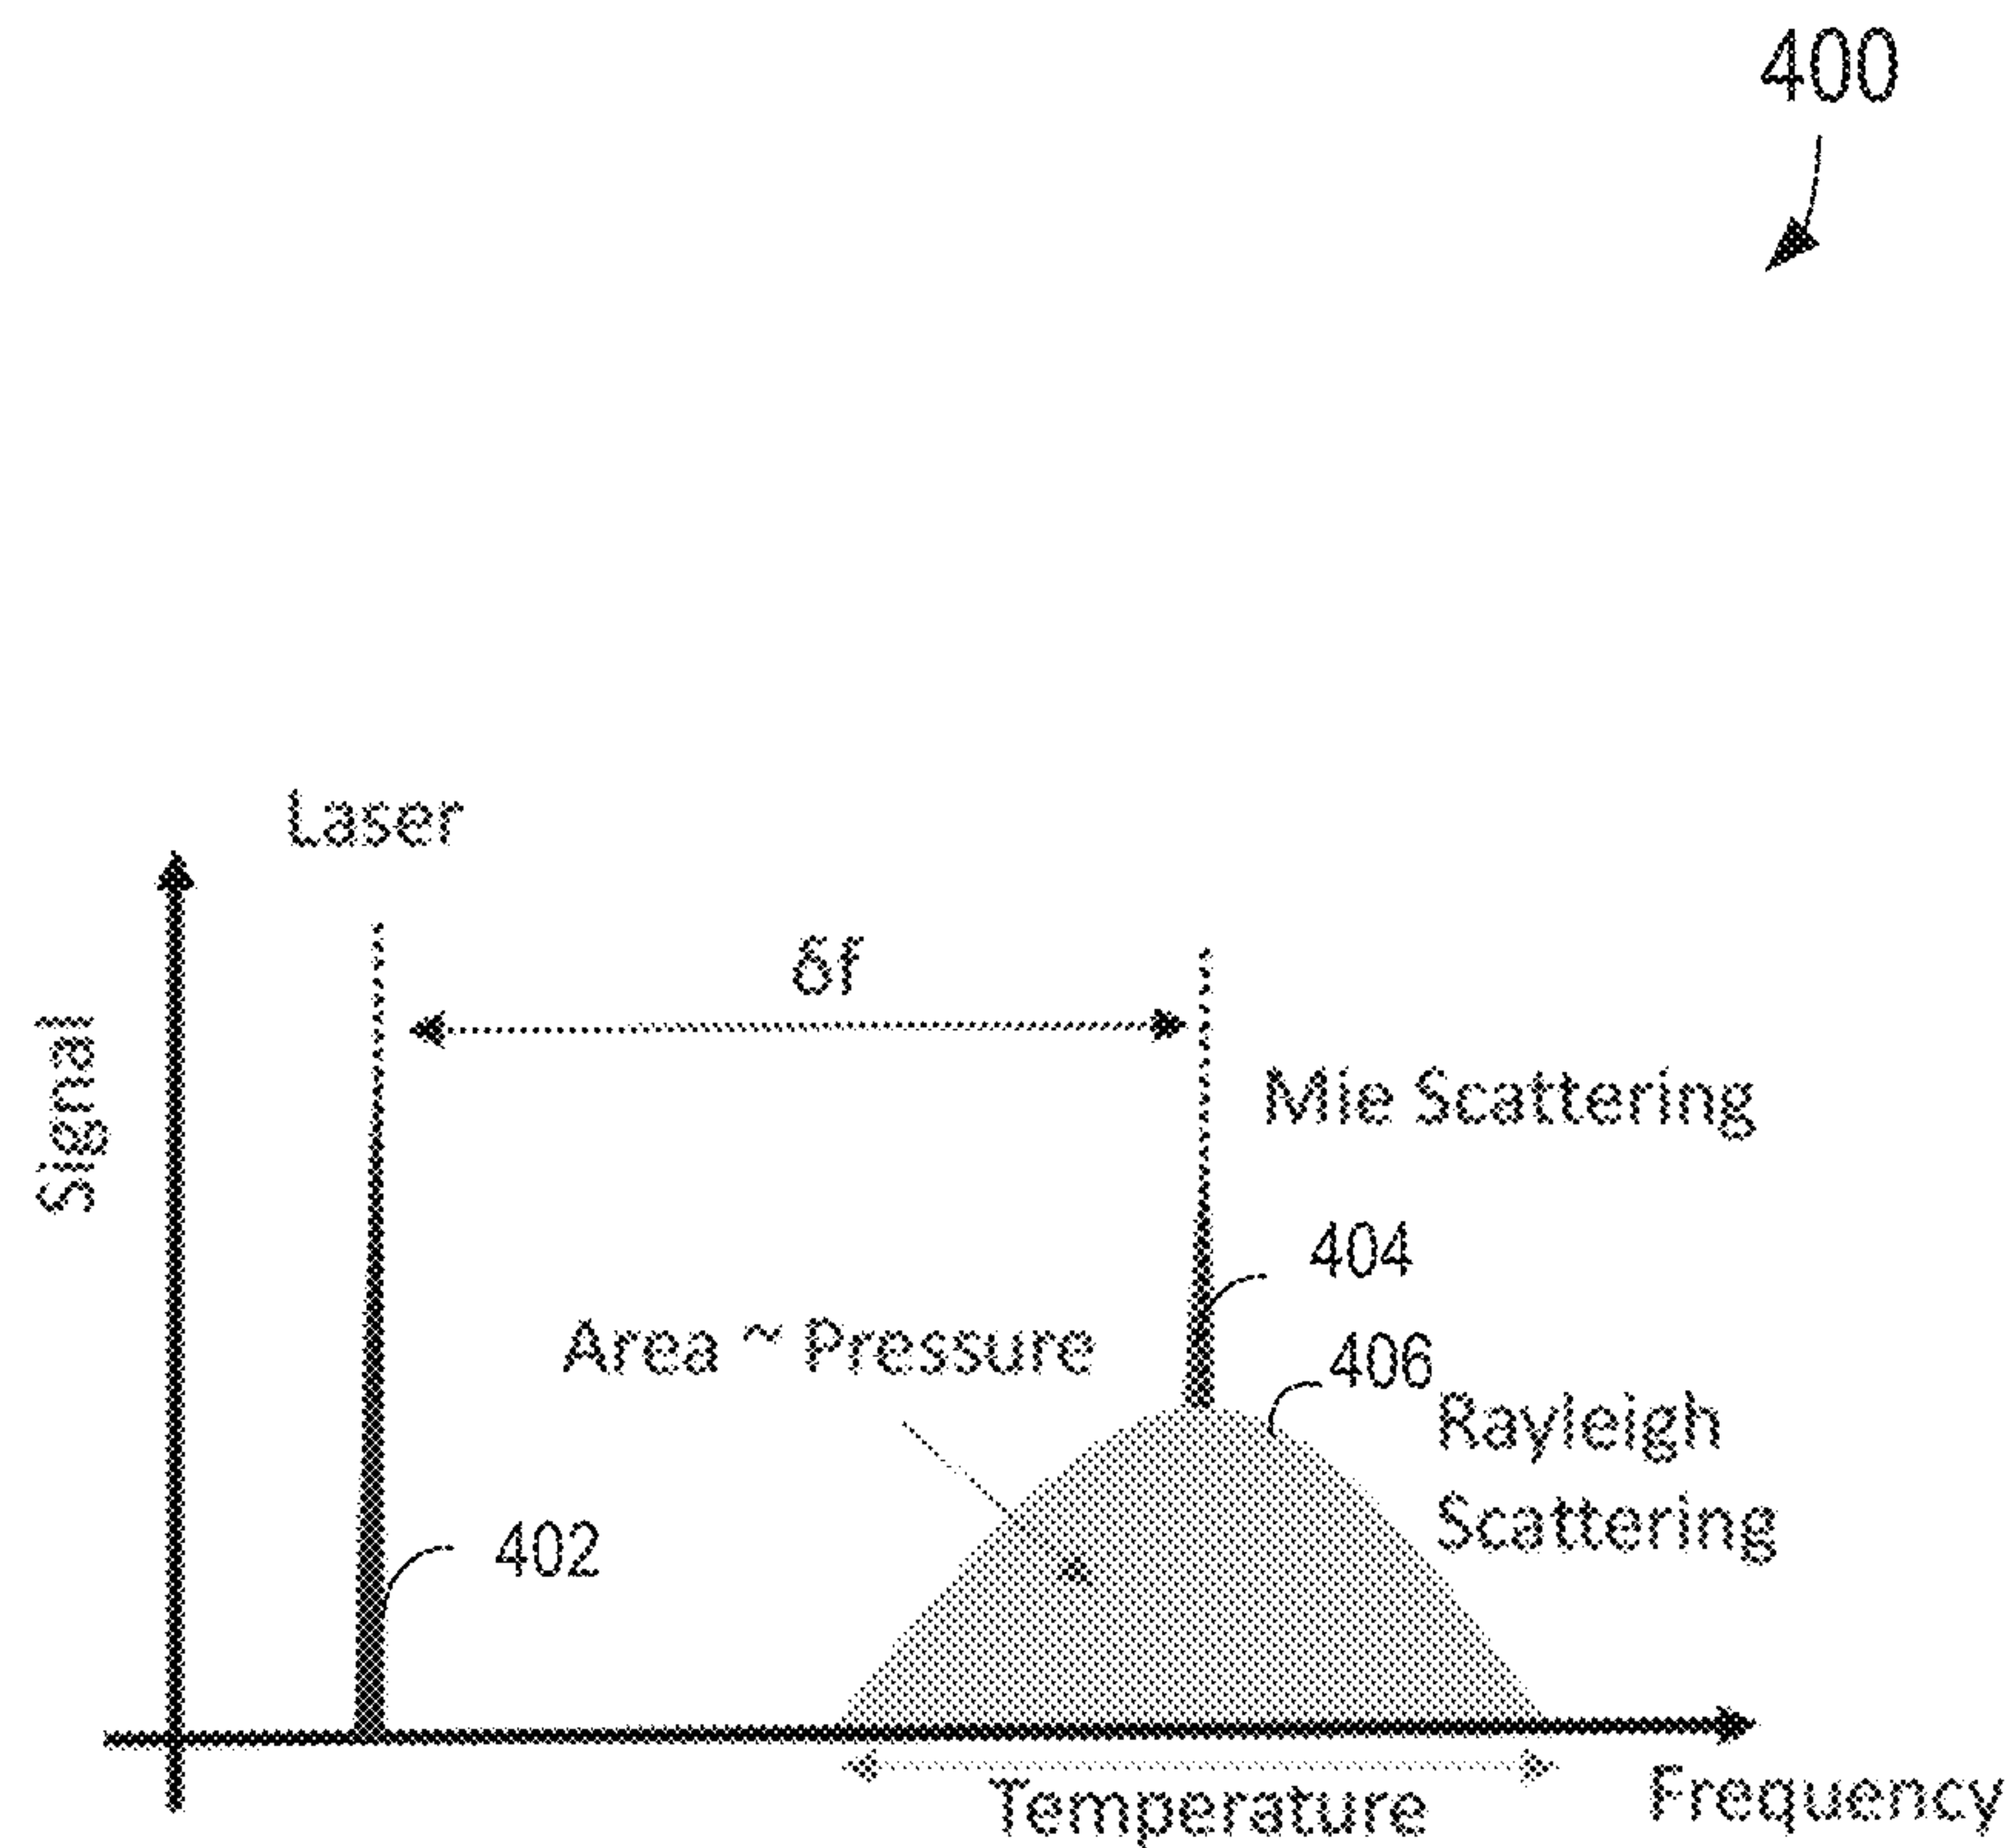 400
Laser
δf
Signal
Mie Scattering
404
Area ~ Pressure
406
Rayleigh
Scattering
402
Temperature
Frequency